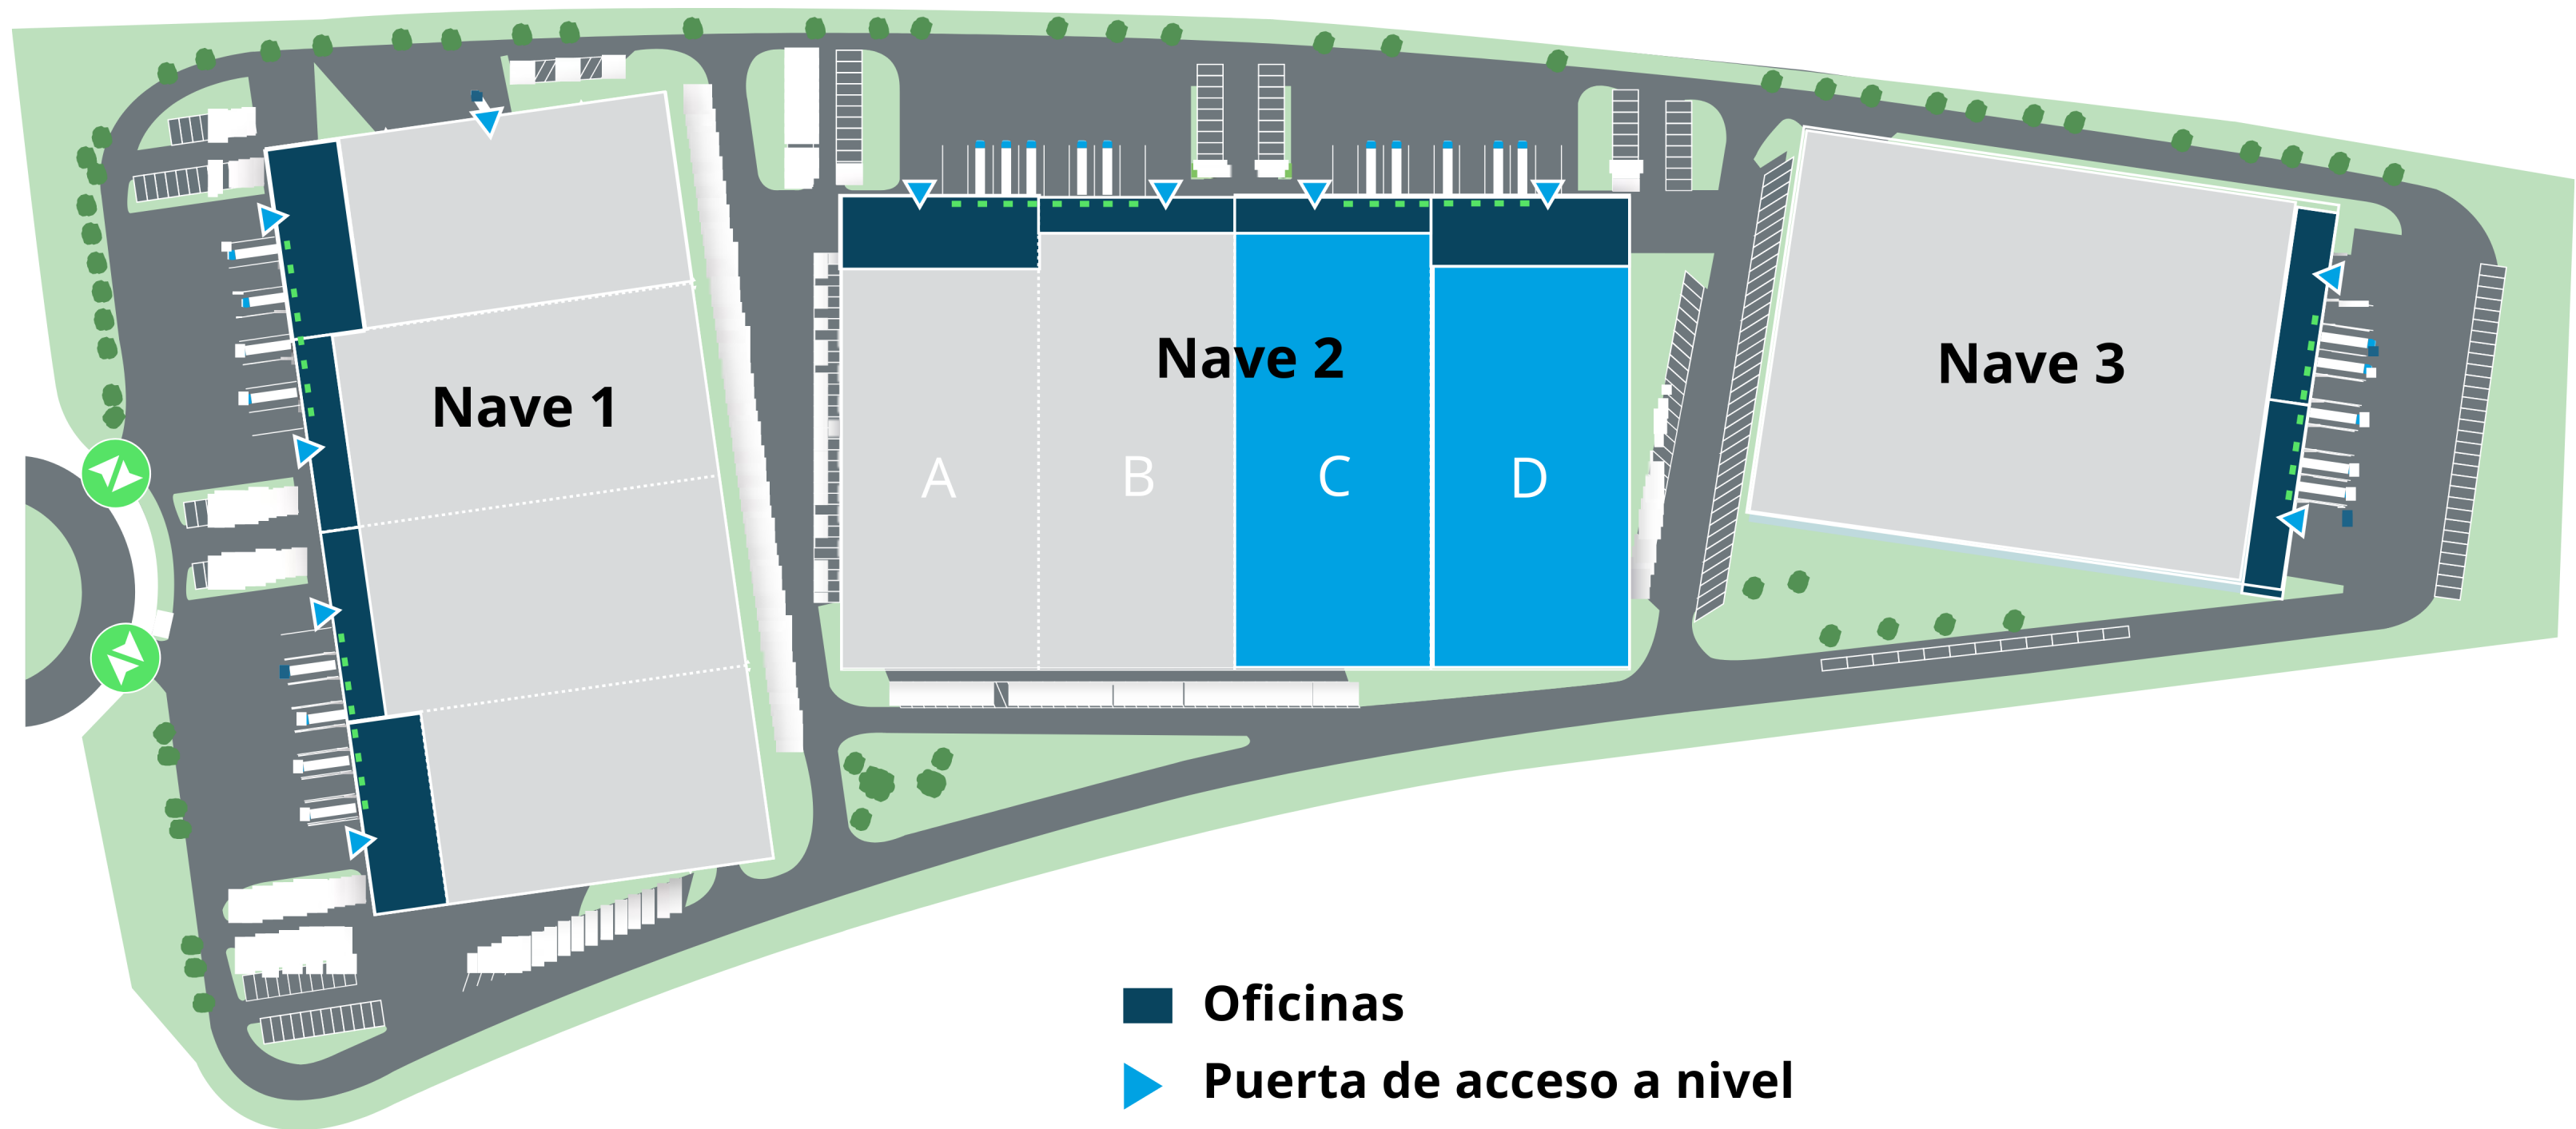 Nave 1
Nave 2
Nave 3
A
B
C
D
Oficinas
Puerta de acceso a nivel